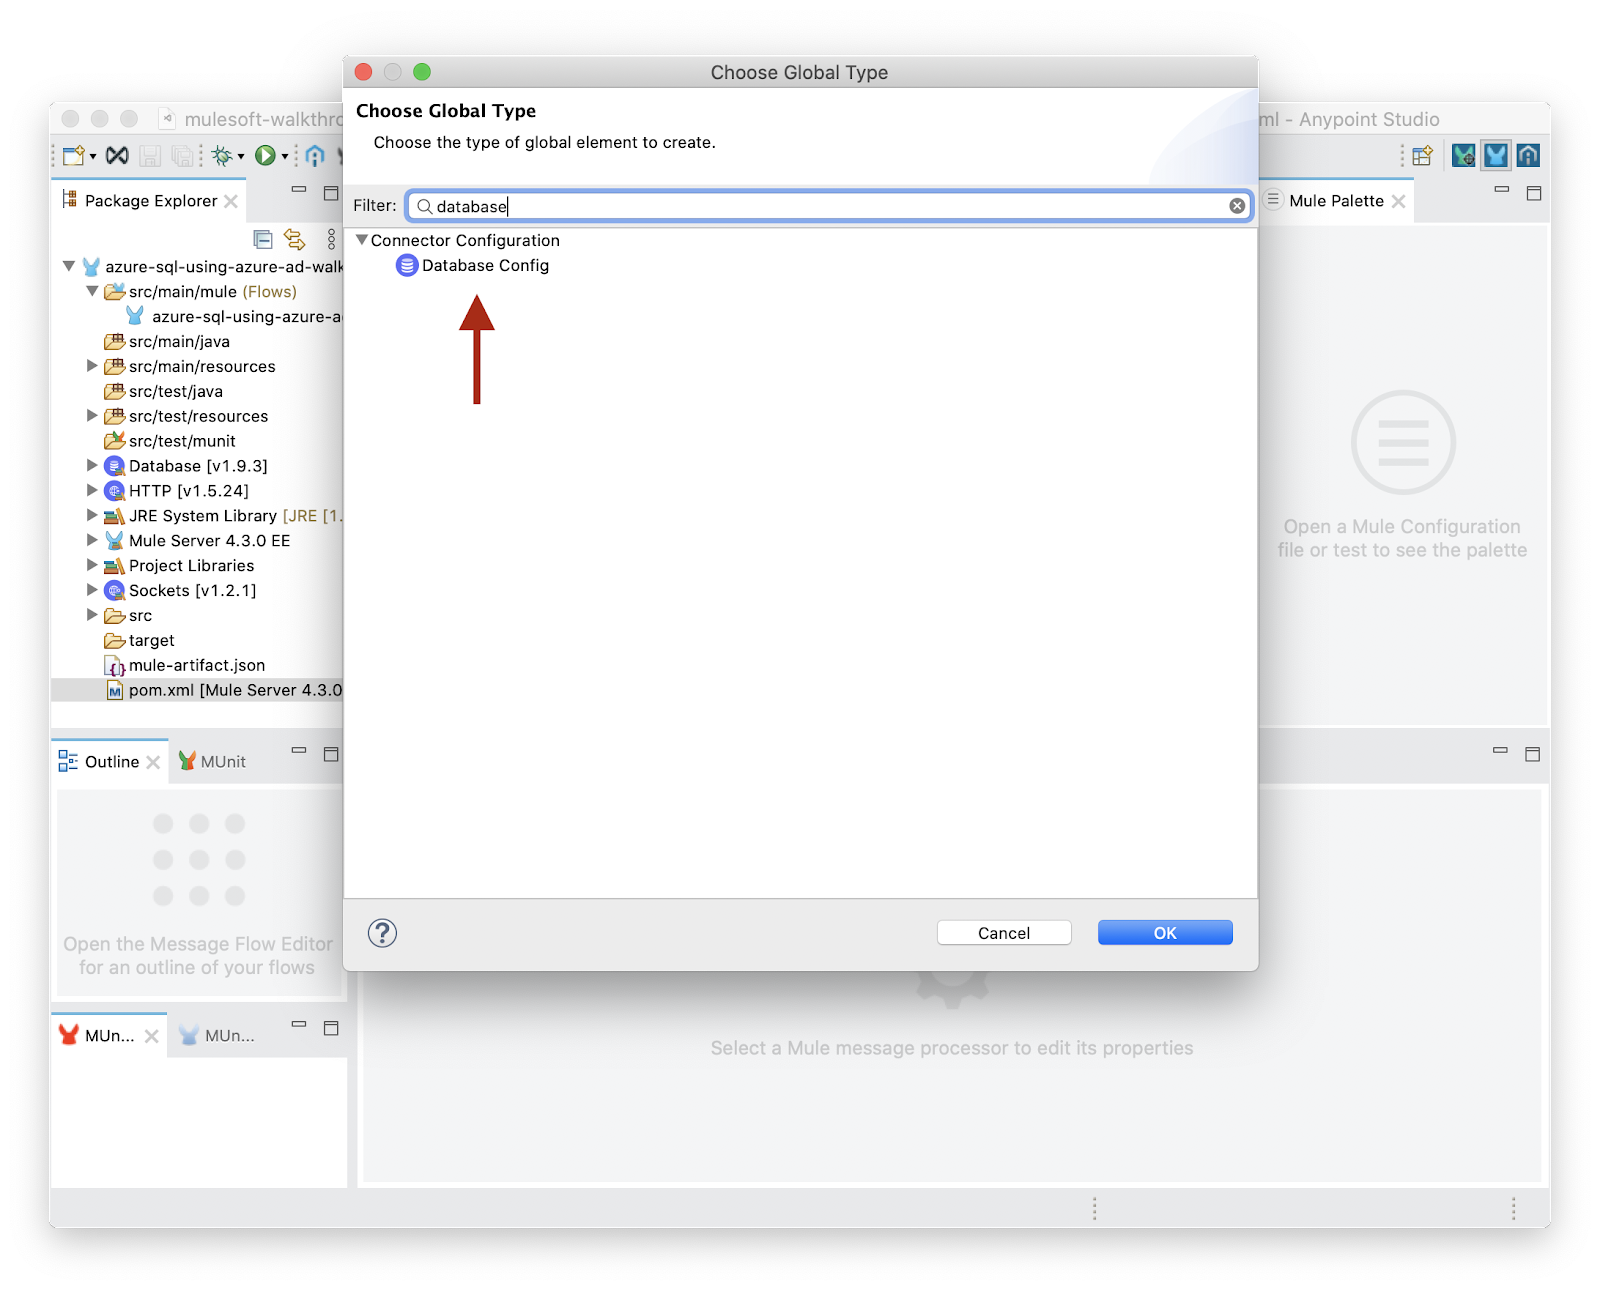 Choose Global Type
mulesoft-walkthro
ml - Anypoint Studio
Choose Global Type
Choose the type of global element to create.
Filter:
database
Connector Configuration
Database Config
Cancel
OK
Package Explorer
azure-sql-using-azure-ad-walk
src/main/mule (Flows)
azure-sql-using-azure-a
src/main/java
src/main/resources
src/test/java
src/test/resources
src/test/munit
Database [v1.9.3]
HTTP [v1.5.24]
JRE System Library [JRE [1.
Mule Server 4.3.0 EE
Project Libraries
Sockets [v1.2.1]
src
target
mule-artifact.json
pom.xml [Mule Server 4.3.0
Mule Palette
Open a Mule Configuration
file or test to see the palette
Outline
MUnit
Open the Message Flow Editor
for an outline of your flows
MUn...
MUn...
Select a Mule message processor to edit its properties